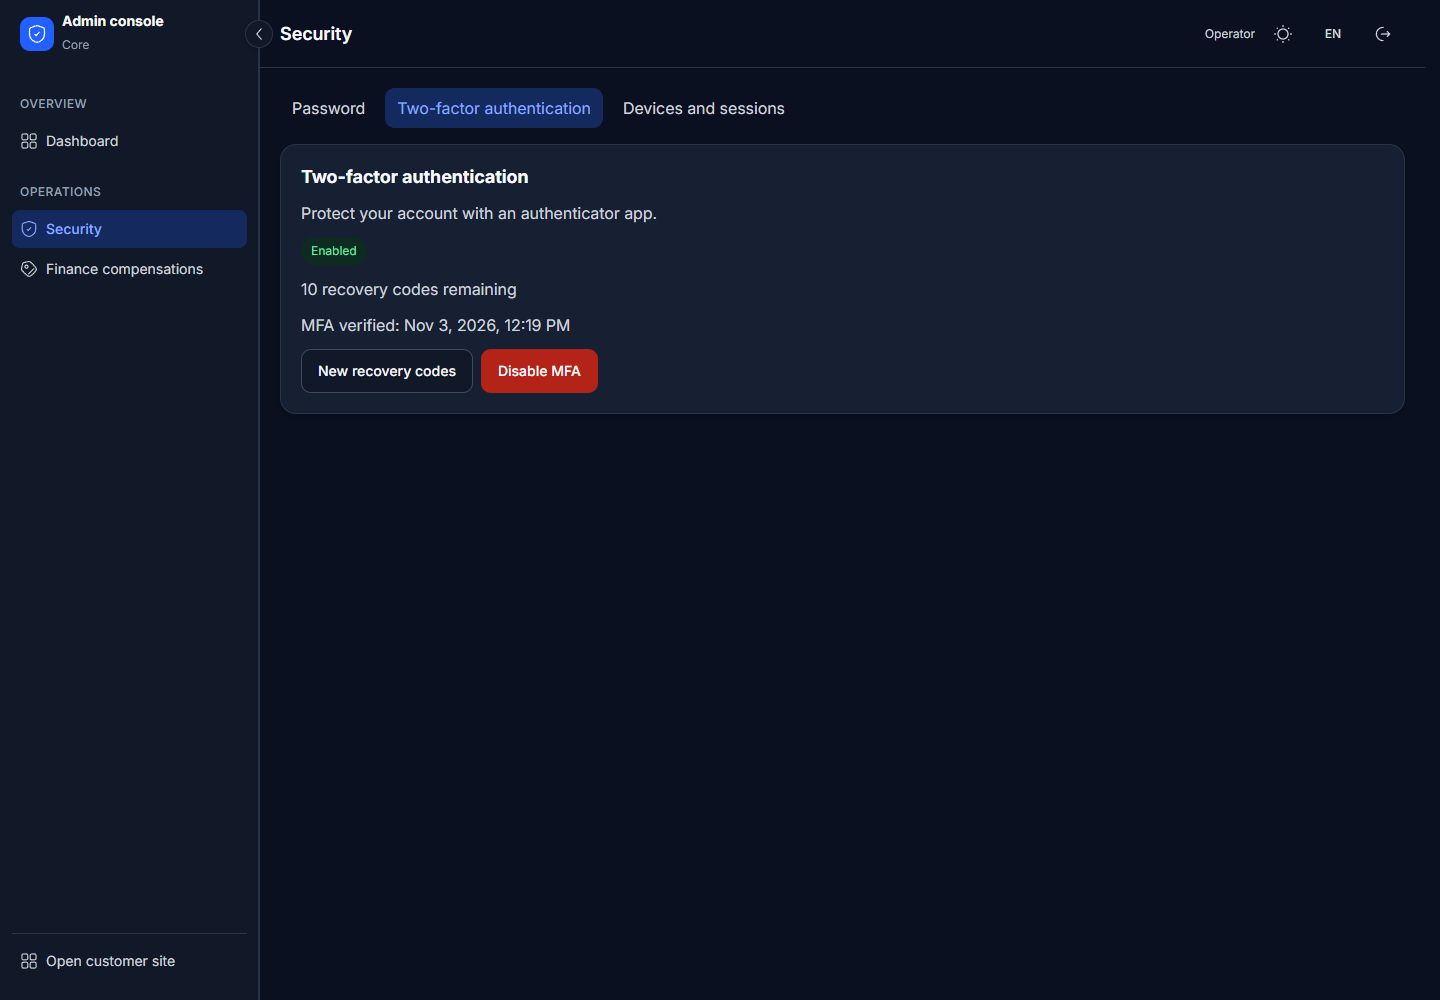 Admin console
Core
OVERVIEW
Dashboard
OPERATIONS
Security
Finance compensations
Open customer site
Security
Operator
EN
Password
Two-factor authentication
Devices and sessions
Two-factor authentication
Protect your account with an authenticator app.
Enabled
10 recovery codes remaining
MFA verified: Nov 3, 2026, 12:19 PM
New recovery codes
Disable MFA